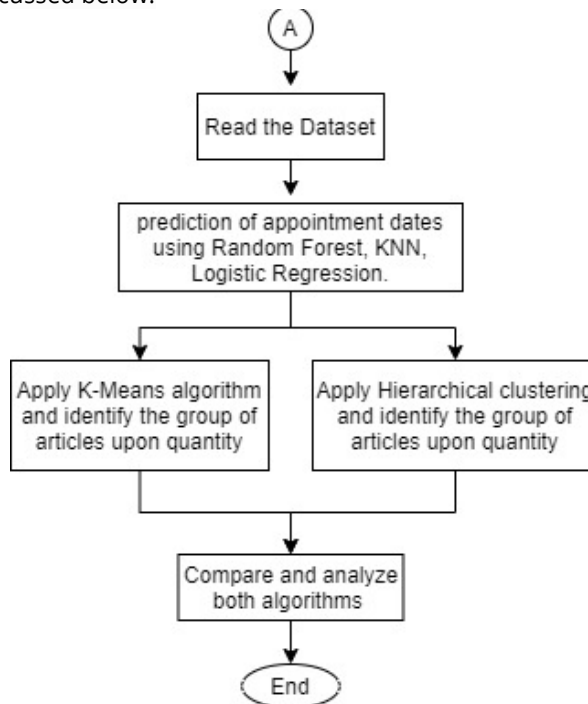 cussed below.
A
Read the Dataset
prediction of appointment dates
using Random Forest, KNN,
Logistic Regression.
Apply K-Means algorithm
and identify the group of
articles upon quantity
Apply Hierarchical clustering
and identify the group of
articles upon quantity
Compare and analyze
both algorithms
End